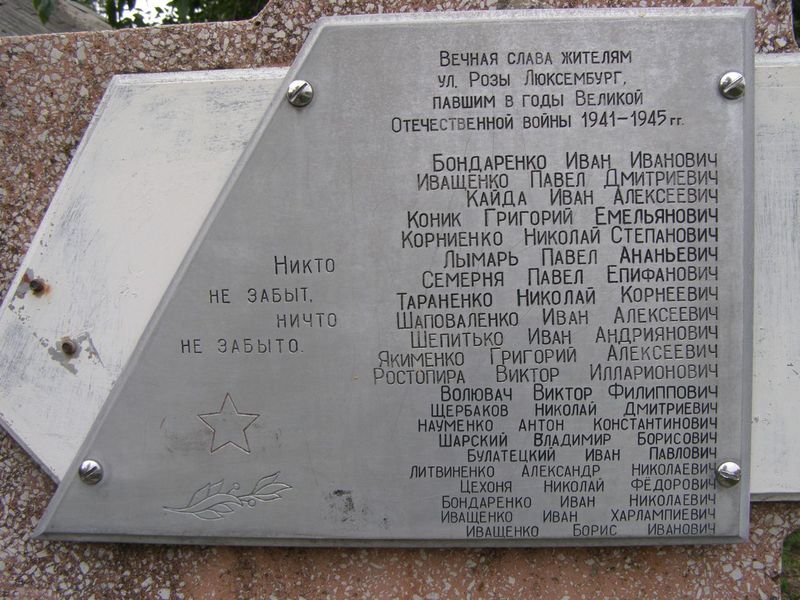 Вечная слава жителям
ул. Розы Люксембург,
павшим в годы Великой
Отечественной войны 1941–1945 гг.
Никто
не забыт,
ничто
не забыто.
Бондаренко Иван Иванович
Иващенко Павел Дмитриевич
Кайда Иван Алексеевич
Коник Григорий Емельянович
Корниенко Николай Степанович
Лымарь Павел Ананьевич
Семерня Павел Епифанович
Тараненко Николай Корнеевич
Шаповаленко Иван Алексеевич
Шепитько Иван Андриянович
Якименко Григорий Алексеевич
Ростопира Виктор Илларионович
Волювач Виктор Филиппович
Щербаков Николай Дмитриевич
Науменко Антон Константинович
Шарский Владимир Борисович
Булатецкий Иван Павлович
Литвиненко Александр Николаевич
Цехоня Николай Фёдорович
Бондаренко Иван Николаевич
Иващенко Иван Харлампиевич
Иващенко Борис Иванович